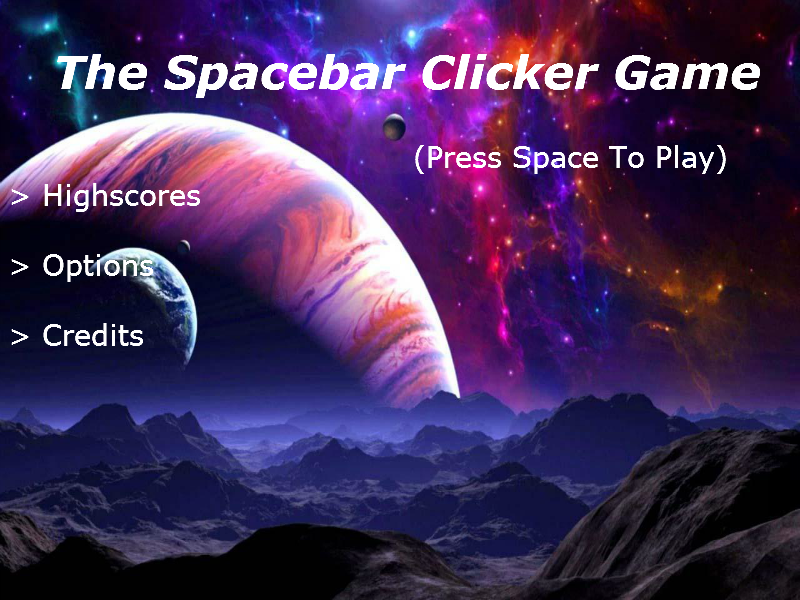 The Spacebar Clicker Game
(Press Space To Play)
> Highscores
> Options
> Credits